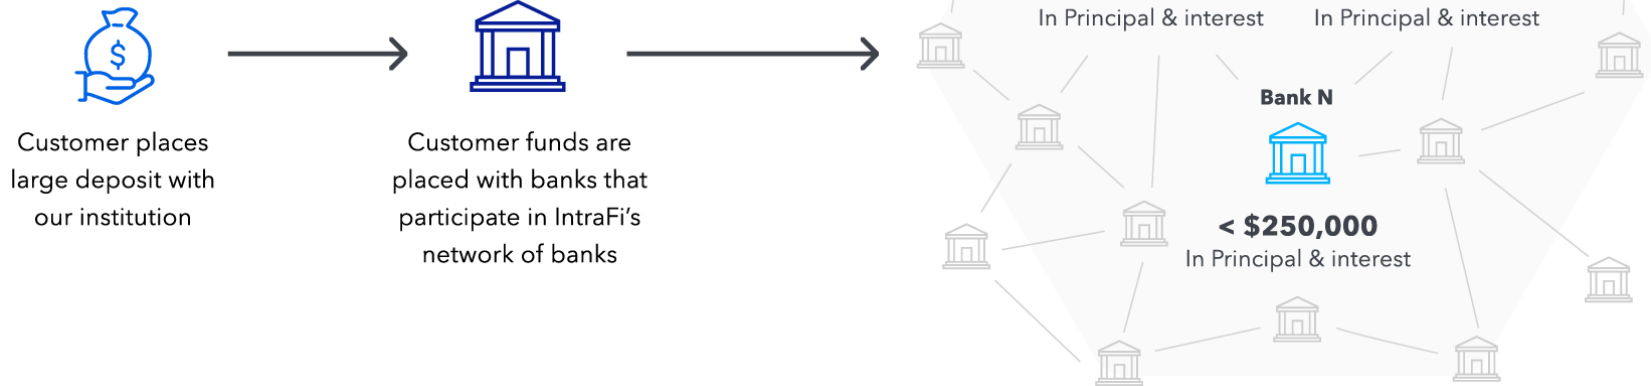 In Principal & interest
In Principal & interest
$
Bank N
Customer places
large deposit with
our institution
Customer funds are
placed with banks that
participate in IntraFi’s
network of banks
< $250,000
In Principal & interest